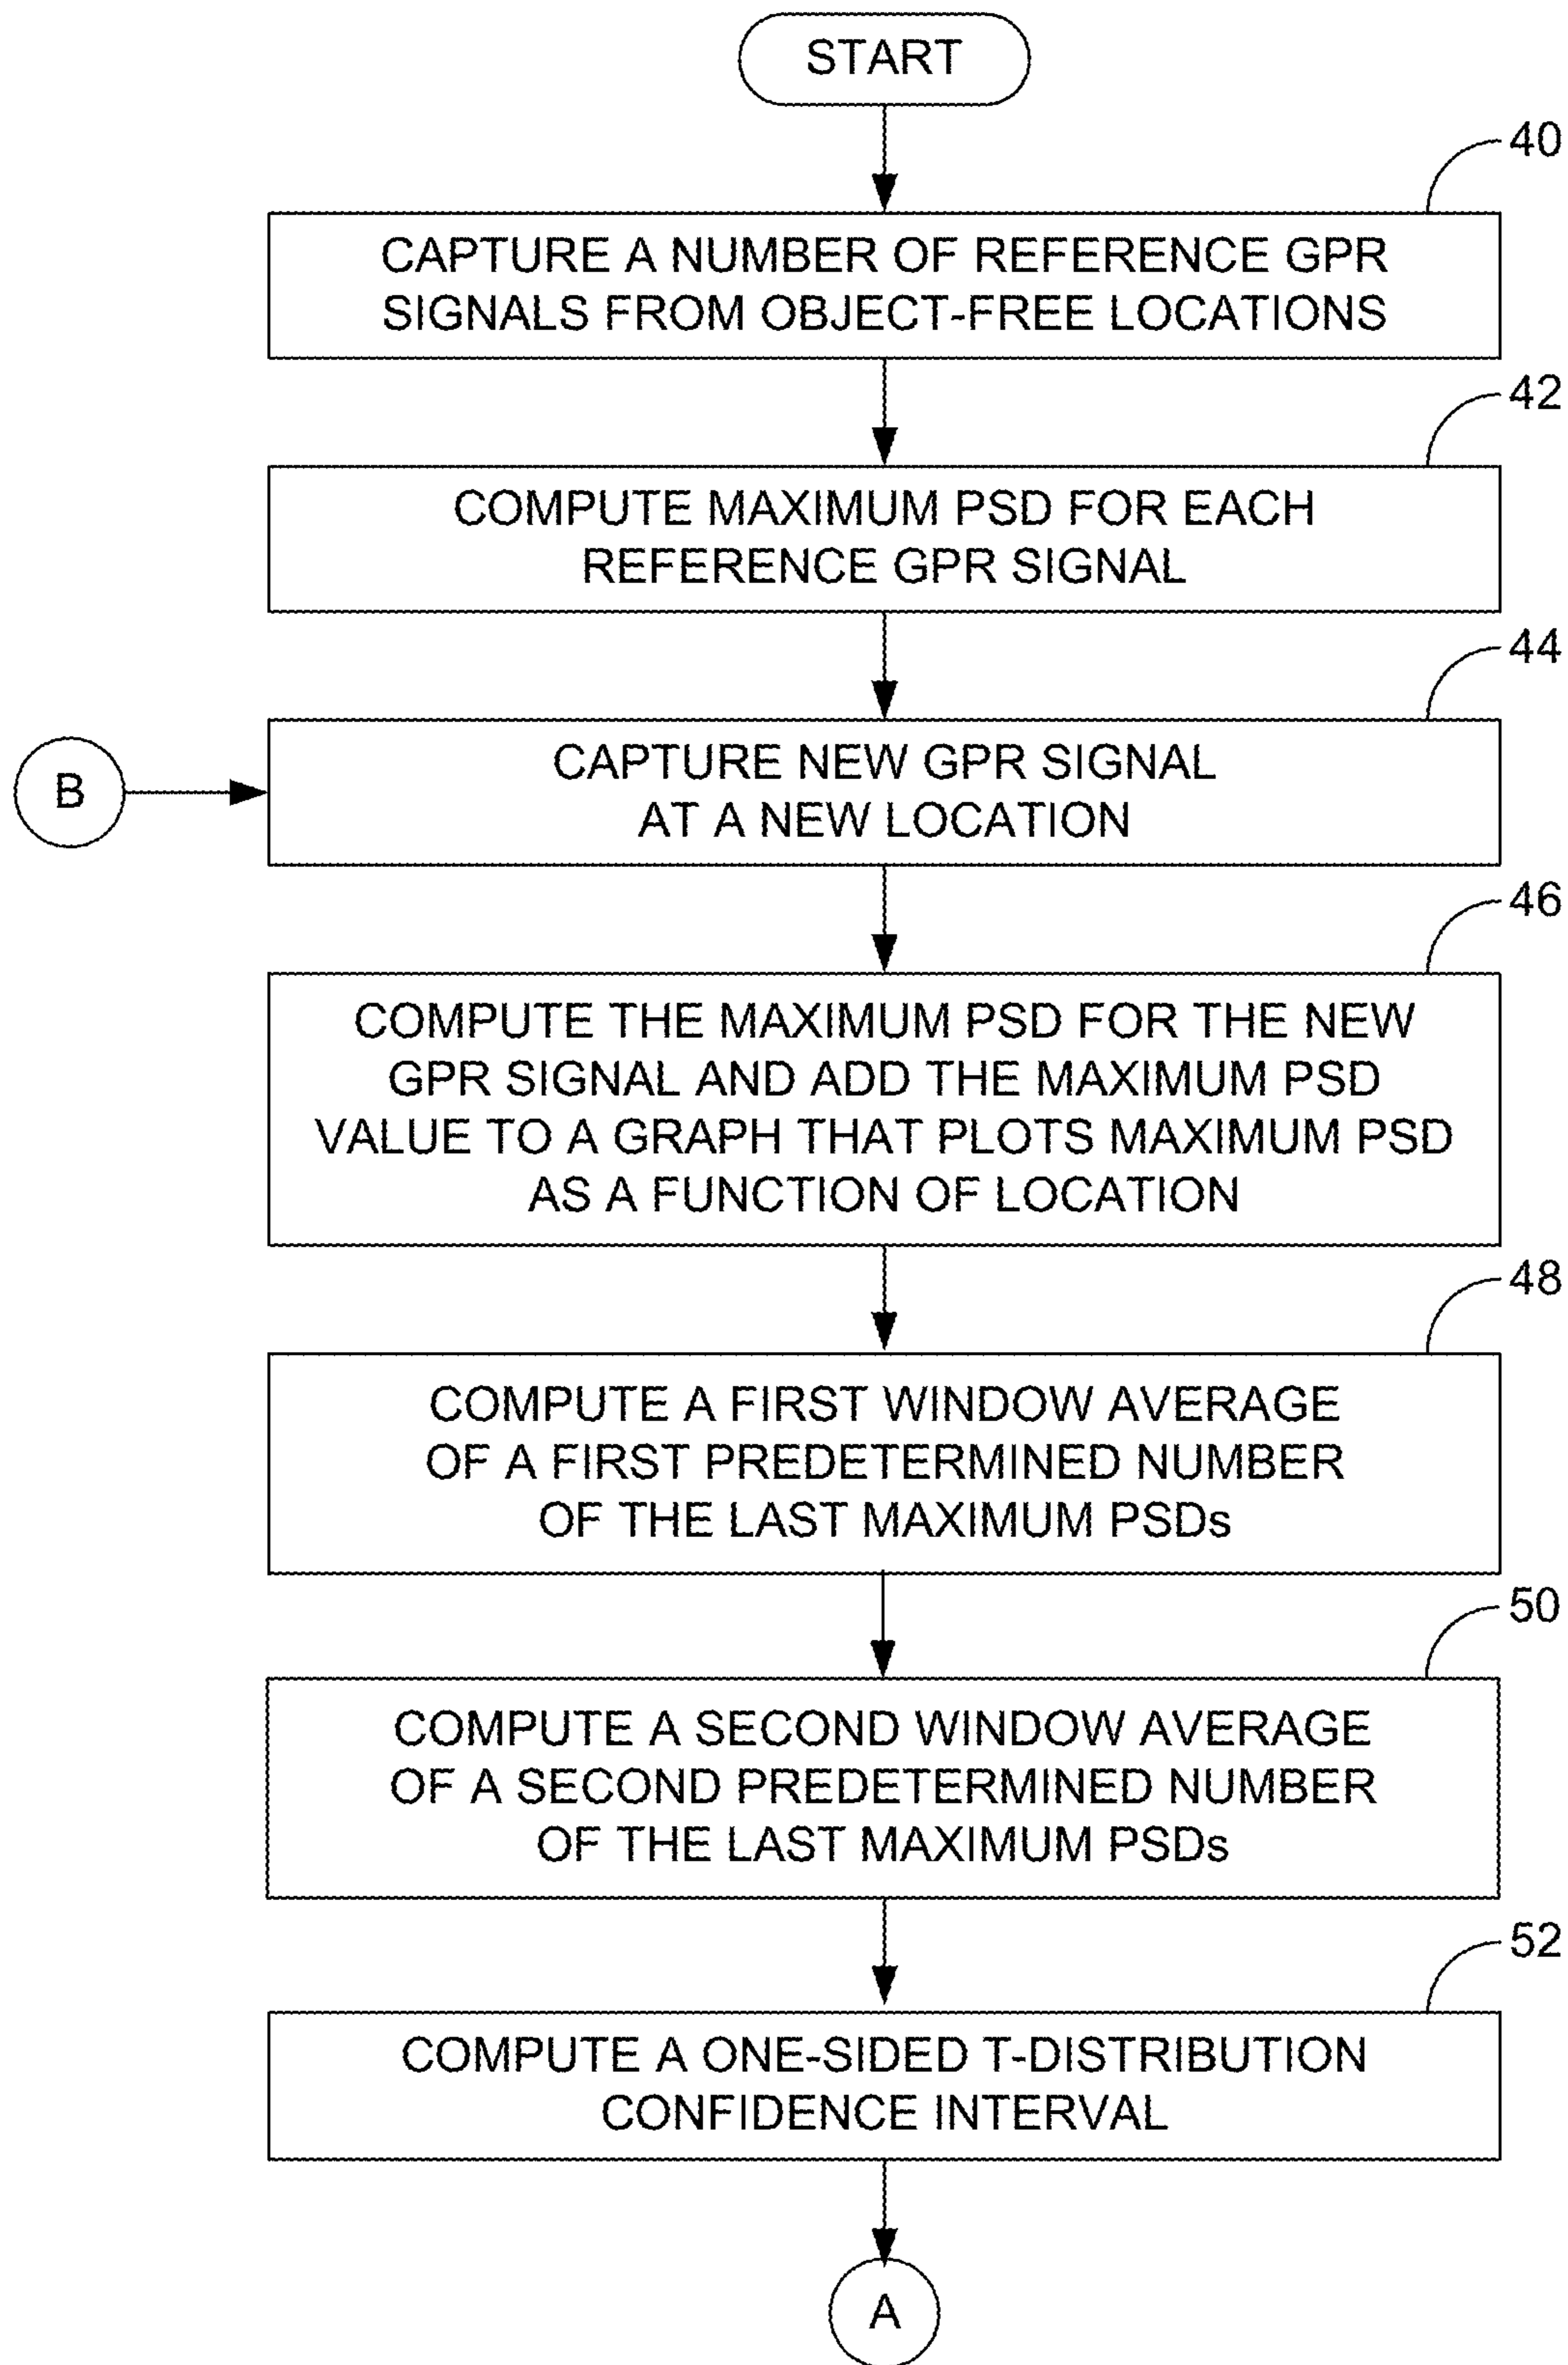 START
40
CAPTURE A NUMBER OF REFERENCE GPR
SIGNALS FROM OBJECT-FREE LOCATIONS
42
COMPUTE MAXIMUM PSD FOR EACH
REFERENCE GPR SIGNAL
44
B
CAPTURE NEW GPR SIGNAL
AT A NEW LOCATION
46
COMPUTE THE MAXIMUM PSD FOR THE NEW
GPR SIGNAL AND ADD THE MAXIMUM PSD
VALUE TO A GRAPH THAT PLOTS MAXIMUM PSD
AS A FUNCTION OF LOCATION
48
COMPUTE A FIRST WINDOW AVERAGE
OF A FIRST PREDETERMINED NUMBER
OF THE LAST MAXIMUM PSDs
50
COMPUTE A SECOND WINDOW AVERAGE
OF A SECOND PREDETERMINED NUMBER
OF THE LAST MAXIMUM PSDs
52
COMPUTE A ONE-SIDED T-DISTRIBUTION
CONFIDENCE INTERVAL
A